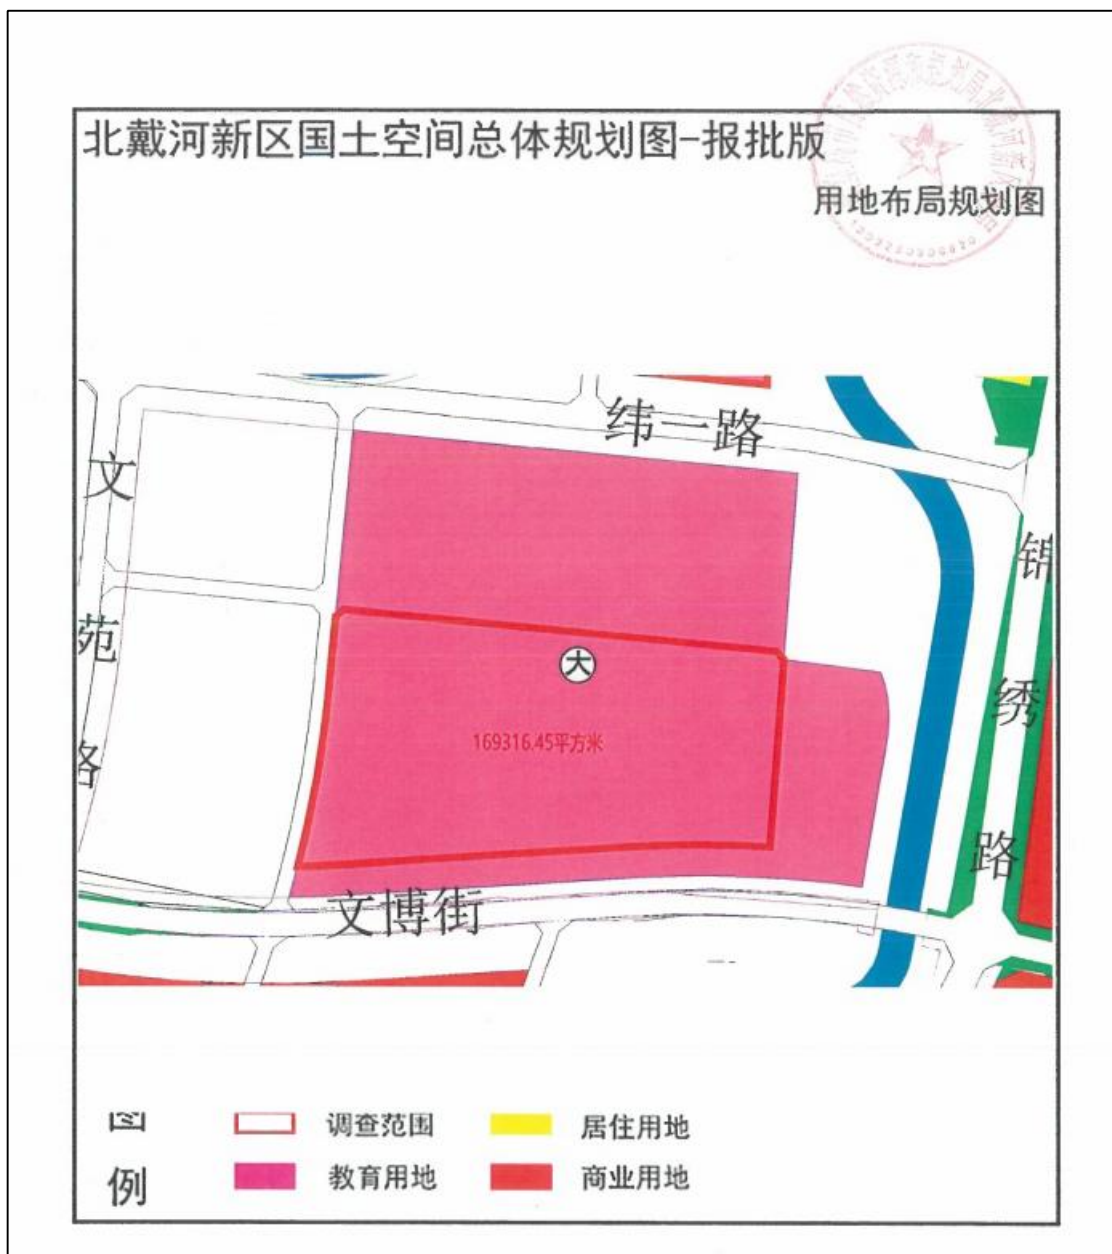 北戴河新区国土空间总体规划图-报批版
用地布局规划图
纬一路
文苑路
锦绣路
大
169316.45平方米
文博街
图例
调查范围
居住用地
教育用地
商业用地